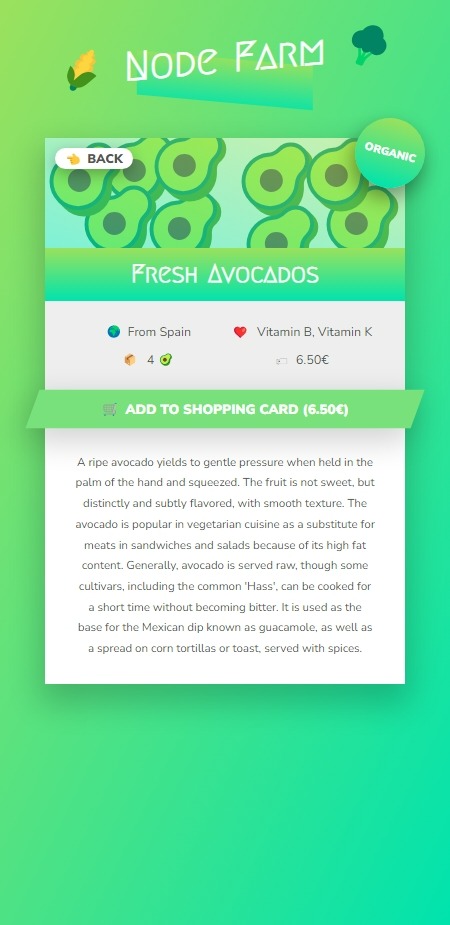 Node Farm
BACK
ORGANIC
Fresh Avocados
From Spain
Vitamin B, Vitamin K
4
6.50€
ADD TO SHOPPING CARD (6.50€)
A ripe avocado yields to gentle pressure when held in the
palm of the hand and squeezed. The fruit is not sweet, but
distinctly and subtly flavored, with smooth texture. The
avocado is popular in vegetarian cuisine as a substitute for
meats in sandwiches and salads because of its high fat
content. Generally, avocado is served raw, though some
cultivars, including the common 'Hass', can be cooked for
a short time without becoming bitter. It is used as the
base for the Mexican dip known as guacamole, as well as
a spread on corn tortillas or toast, served with spices.